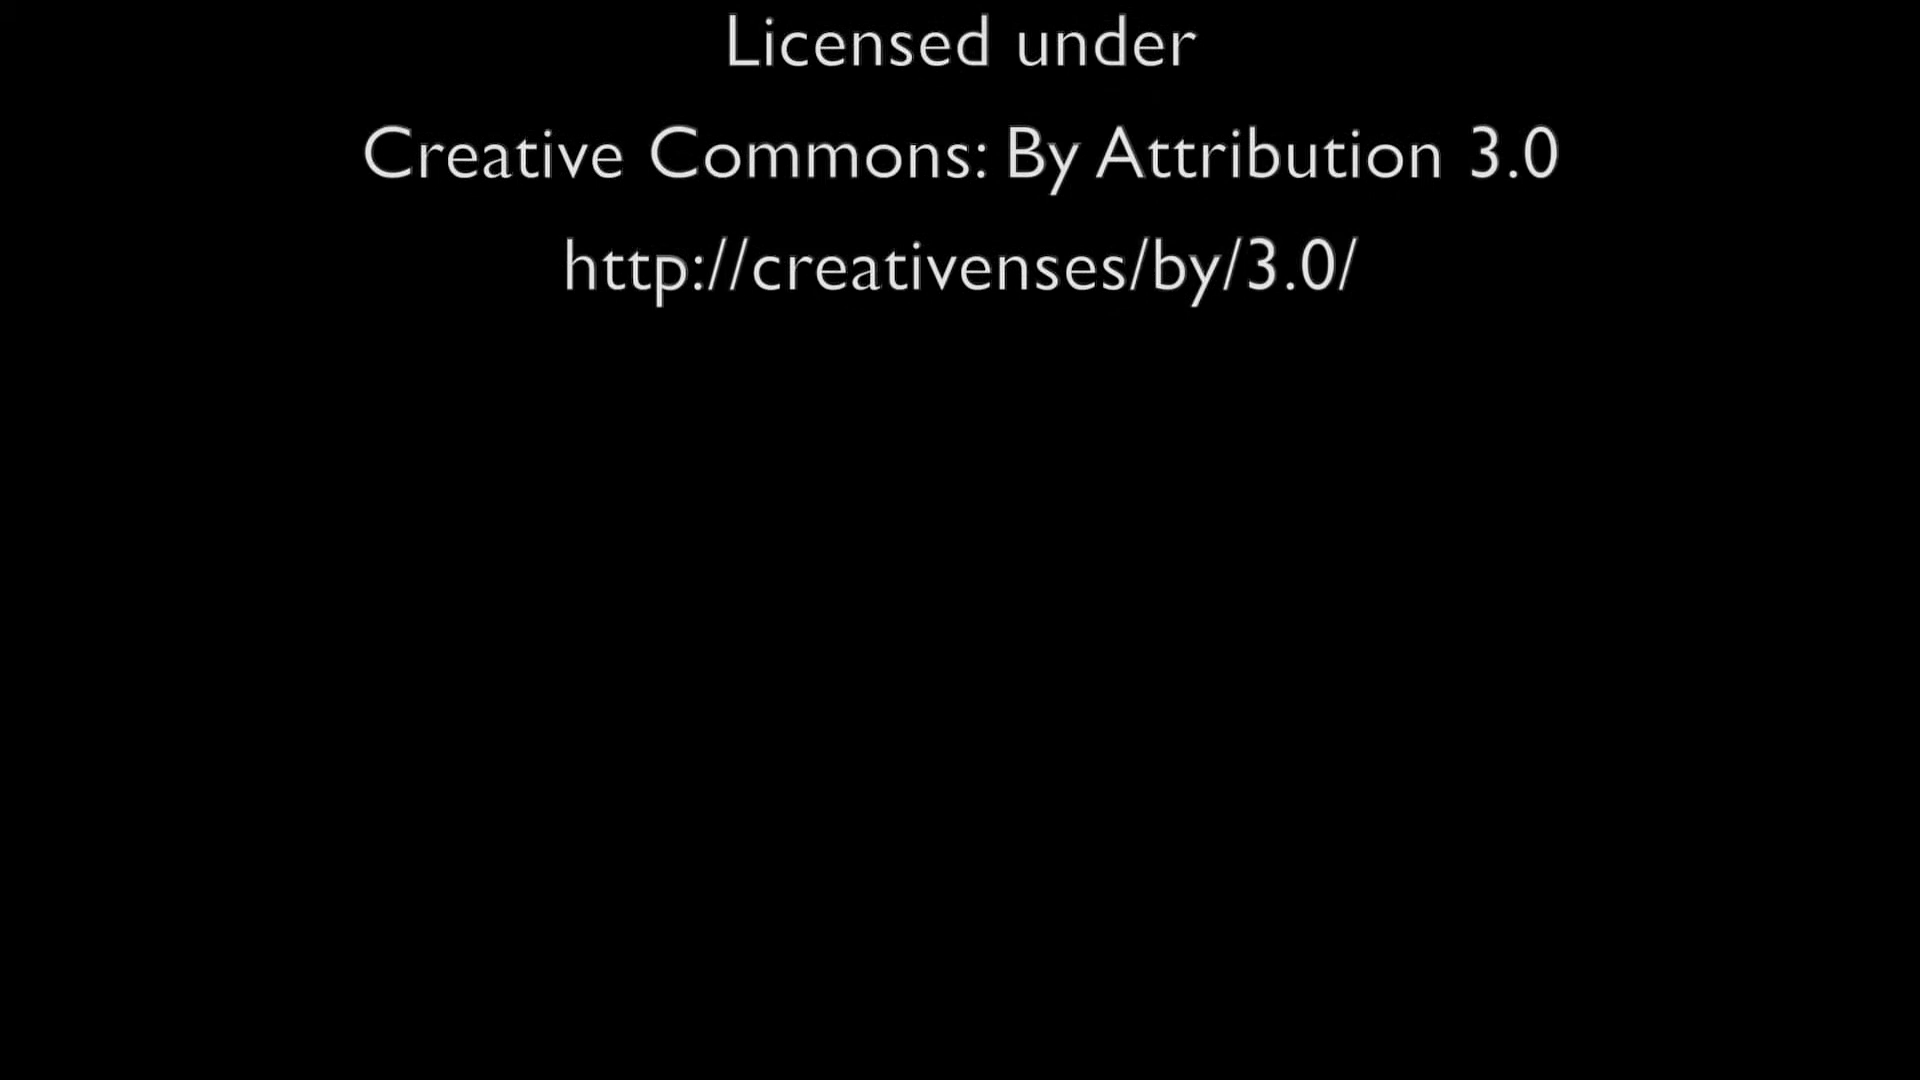 Licensed under
Creative Commons: By Attribution 3.0
http://creativenses/by/3.0/